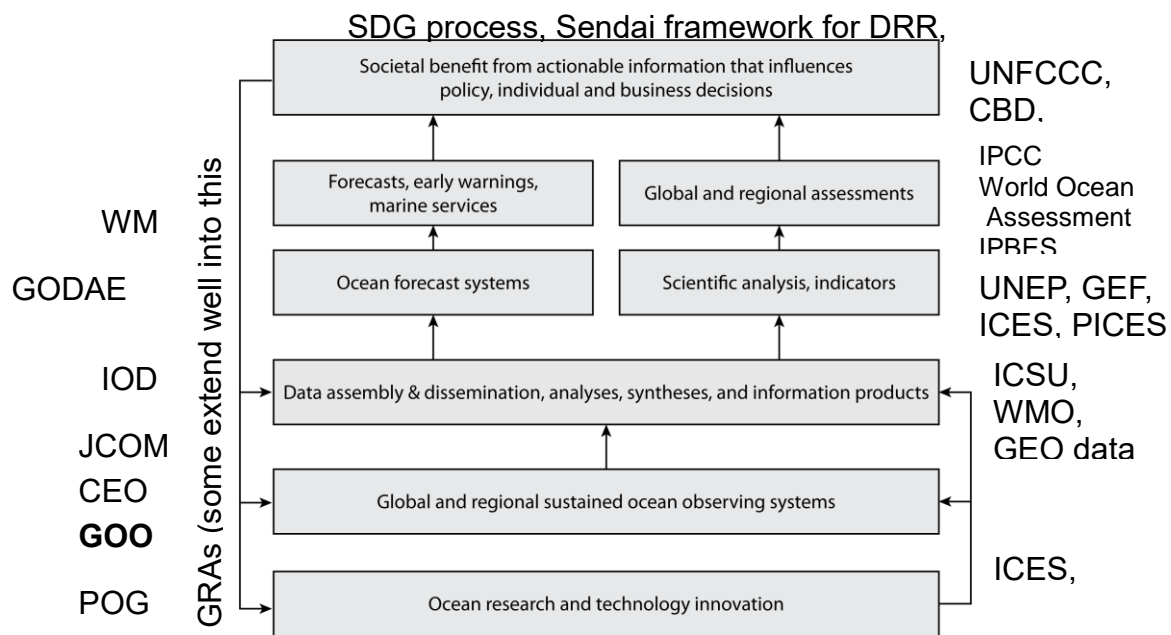 SDG process, Sendai framework for DRR,
Societal benefit from actionable information that influences
policy, individual and business decisions
UNFCCC,
CBD,
Forecasts, early warnings,
marine services
Global and regional assessments
IPCC
World Ocean
Assessment
IPBES
WM
GODAE
Ocean forecast systems
Scientific analysis, indicators
UNEP, GEF,
ICES, PICES
GRAs (some extend well into this
IOD
Data assembly & dissemination, analyses, syntheses, and information products
ICSU,
WMO,
GEO data
JCOM
CEO
GOO
Global and regional sustained ocean observing systems
POG
Ocean research and technology innovation
ICES,